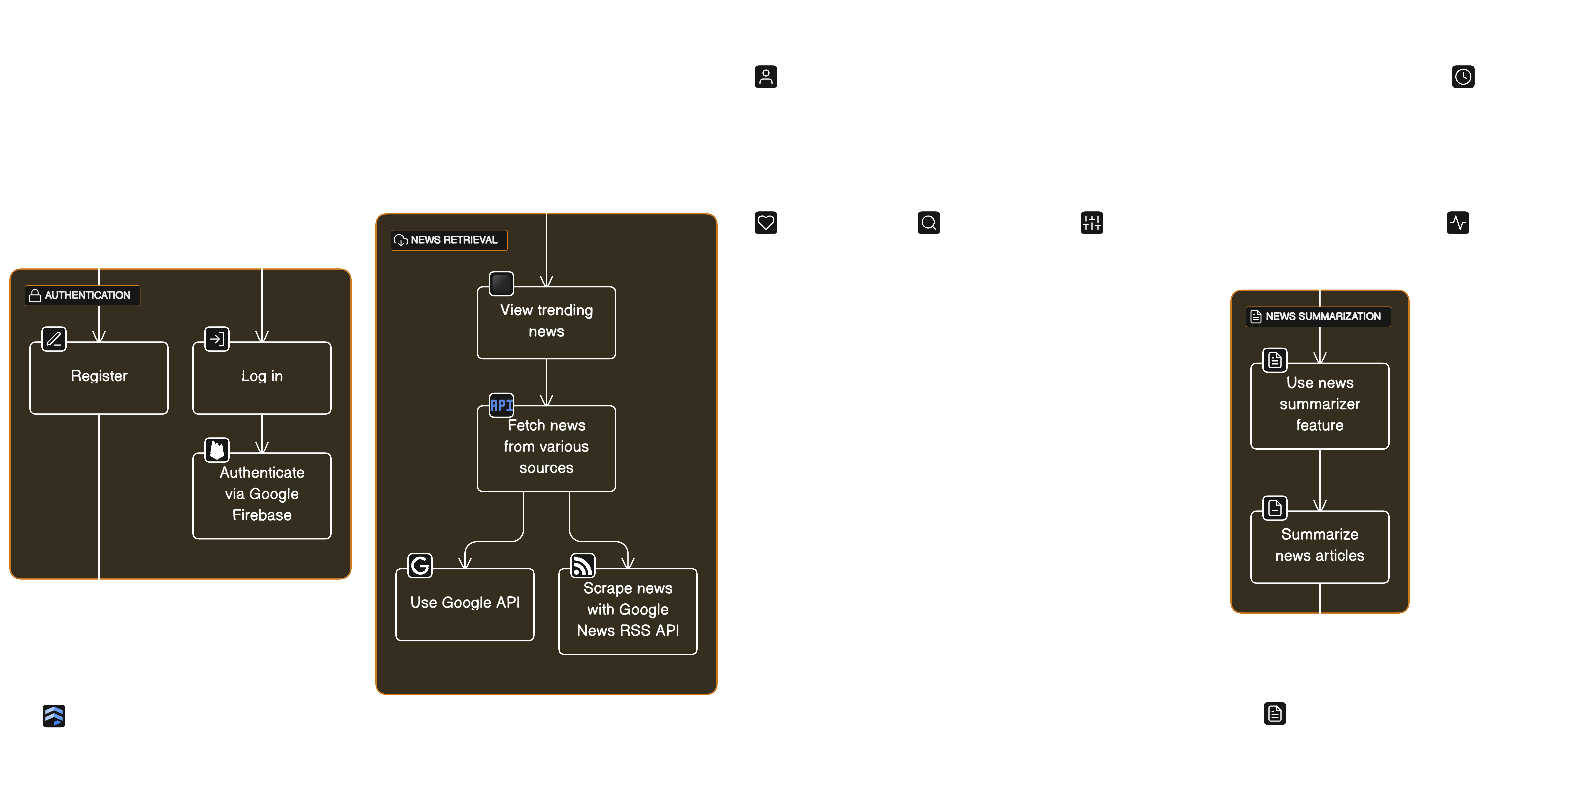 AUTHENTICATION
Register
Log in
Authenticate
via Google
Firebase
NEWS RETRIEVAL
View trending
news
API
Fetch news
from various
sources
G
Use Google API
Scrape news
with Google
News RSS API
NEWS SUMMARIZATION
Use news
summarizer
feature
Summarize
news articles